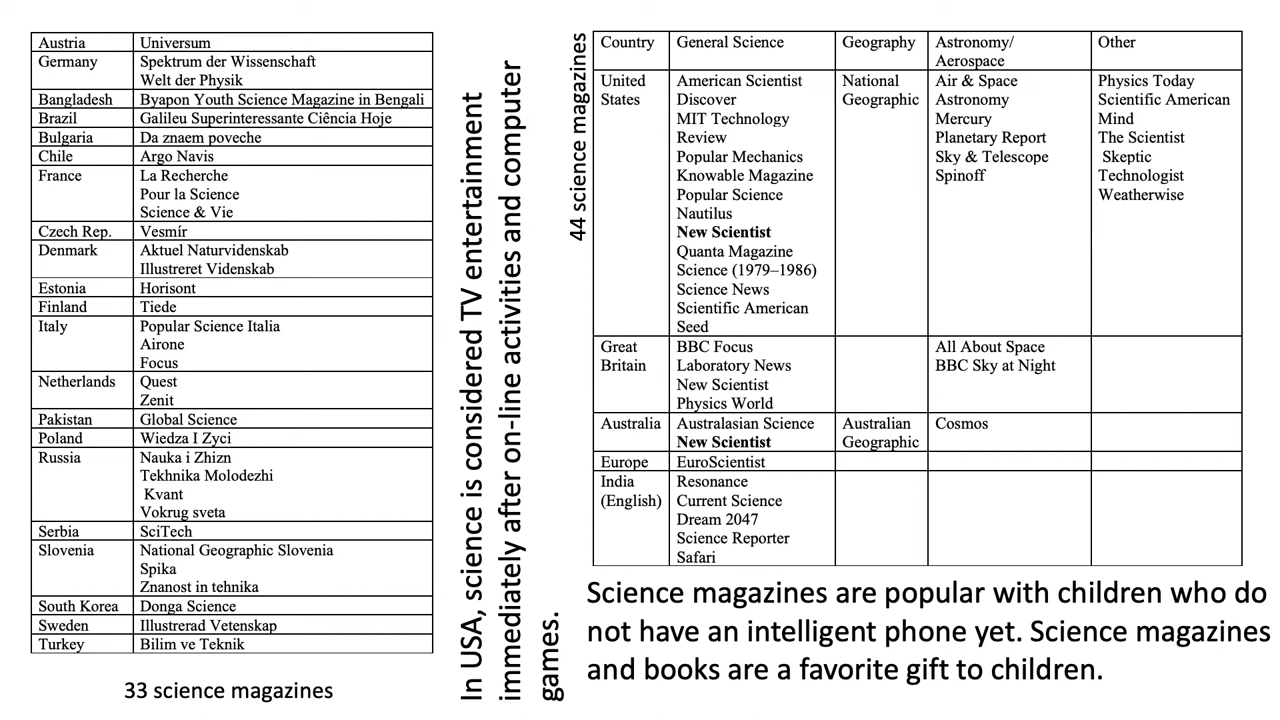 Austria Universum
Germany Spektrum der Wissenschaft
Welt der Physik
Bangladesh Byapon Youth Science Magazine in Bengali
Brazil Galileu Superinteressante Ciência Hoje
Bulgaria Da znaem poveche
Chile Argo Navis
France La Recherche
Pour la Science
Science & Vie
Czech Rep. Vesmír
Denmark Aktuel Naturvidenskab
Illustreret Videnskab
Estonia Horisont
Finland Tiede
Italy Popular Science Italia
Airone
Focus
Netherlands Quest
Zenit
Pakistan Global Science
Poland Wiedza I Zyci
Russia Nauka i Zhizn
Tekhnika Molodezhi
Kvant
Vokrug sveta
Serbia SciTech
Slovenia National Geographic Slovenia
Spika
Znanost in tehnika
South Korea Donga Science
Sweden Illustrerad Vetenskap
Turkey Bilim ve Teknik
33 science magazines
In USA, science is considered TV entertainment
immediately after on-line activities and computer
games.
44 science magazines
Country General Science Geography Astronomy/
Aerospace Other
United American Scientist National Air & Space Physics Today
States Discover Geographic Astronomy Scientific American
MIT Technology Mercury Mind
Review Planetary Report The Scientist
Popular Mechanics Sky & Telescope Skeptic
Knowable Magazine Spinoff Technologist
Popular Science Weatherwise
Nautilus
New Scientist
Quanta Magazine
Science (1979–1986)
Science News
Scientific American
Seed
Great BBC Focus All About Space
Britain Laboratory News BBC Sky at Night
New Scientist
Physics World
Australia Australasian Science Australian Cosmos
New Scientist Geographic
Europe EuroScientist
India Resonance
(English) Current Science
Dream 2047
Science Reporter
Safari
Science magazines are popular with children who do
not have an intelligent phone yet. Science magazines
and books are a favorite gift to children.